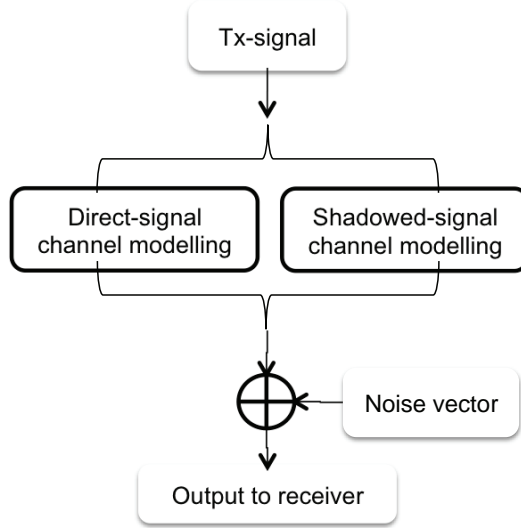 Tx-signal
Direct-signal
channel modelling
Shadowed-signal
channel modelling
Noise vector
Output to receiver